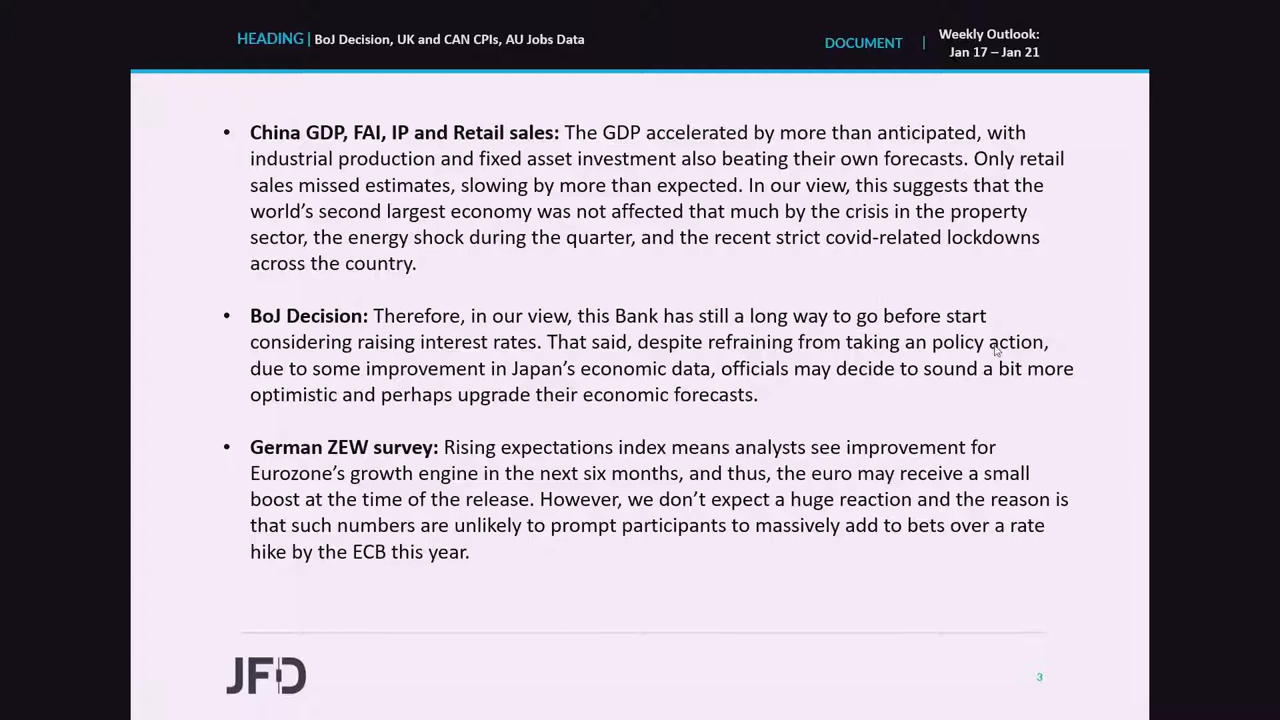 HEADING | BoJ Decision, UK and CAN CPIs, AU Jobs Data
DOCUMENT | Weekly Outlook:
Jan 17 – Jan 21
• China GDP, FAI, IP and Retail sales: The GDP accelerated by more than anticipated, with
industrial production and fixed asset investment also beating their own forecasts. Only retail
sales missed estimates, slowing by more than expected. In our view, this suggests that the
world’s second largest economy was not affected that much by the crisis in the property
sector, the energy shock during the quarter, and the recent strict covid-related lockdowns
across the country.
• BoJ Decision: Therefore, in our view, this Bank has still a long way to go before start
considering raising interest rates. That said, despite refraining from taking an policy action,
due to some improvement in Japan’s economic data, officials may decide to sound a bit more
optimistic and perhaps upgrade their economic forecasts.
• German ZEW survey: Rising expectations index means analysts see improvement for
Eurozone’s growth engine in the next six months, and thus, the euro may receive a small
boost at the time of the release. However, we don’t expect a huge reaction and the reason is
that such numbers are unlikely to prompt participants to massively add to bets over a rate
hike by the ECB this year.
JFD
3